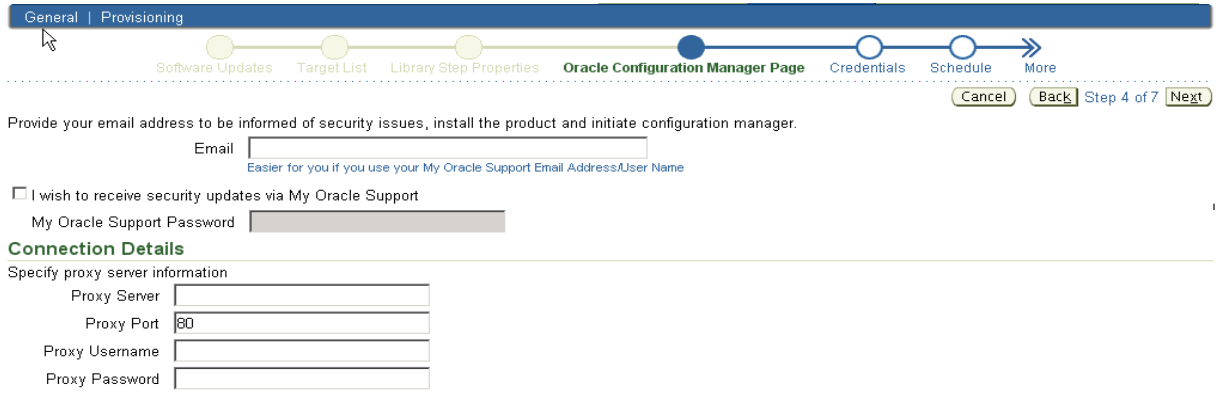 General | Provisioning
Software Updates Target List Library Step Properties Oracle Configuration Manager Page Credentials Schedule More
Cancel Back Step 4 of 7 Next
Provide your email address to be informed of security issues, install the product and initiate configuration manager.
Email
Easier for you if you use your My Oracle Support Email Address/User Name
I wish to receive security updates via My Oracle Support
My Oracle Support Password
Connection Details
Specify proxy server information
Proxy Server
Proxy Port 80
Proxy Username
Proxy Password